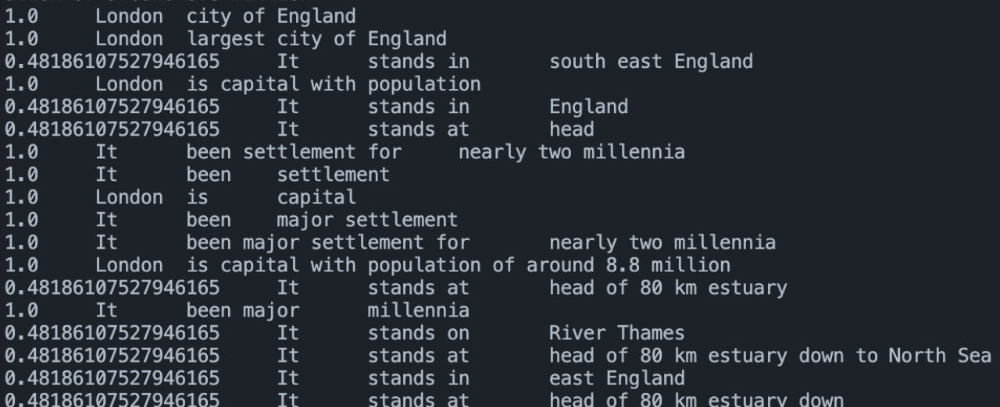 1.0 London city of England
1.0 London largest city of England
0.48186107527946165 It stands in south east England
1.0 London is capital with population
0.48186107527946165 It stands in England
0.48186107527946165 It stands at head
1.0 It been settlement for nearly two millennia
1.0 It been settlement
1.0 London is capital
1.0 It been major settlement
1.0 It been major settlement for nearly two millennia
1.0 London is capital with population of around 8.8 million
0.48186107527946165 It stands at head of 80 km estuary
1.0 It been major millennia
0.48186107527946165 It stands on River Thames
0.48186107527946165 It stands at head of 80 km estuary down to North Sea
0.48186107527946165 It stands in east England
0.48186107527946165 It stands at head of 80 km estuary down